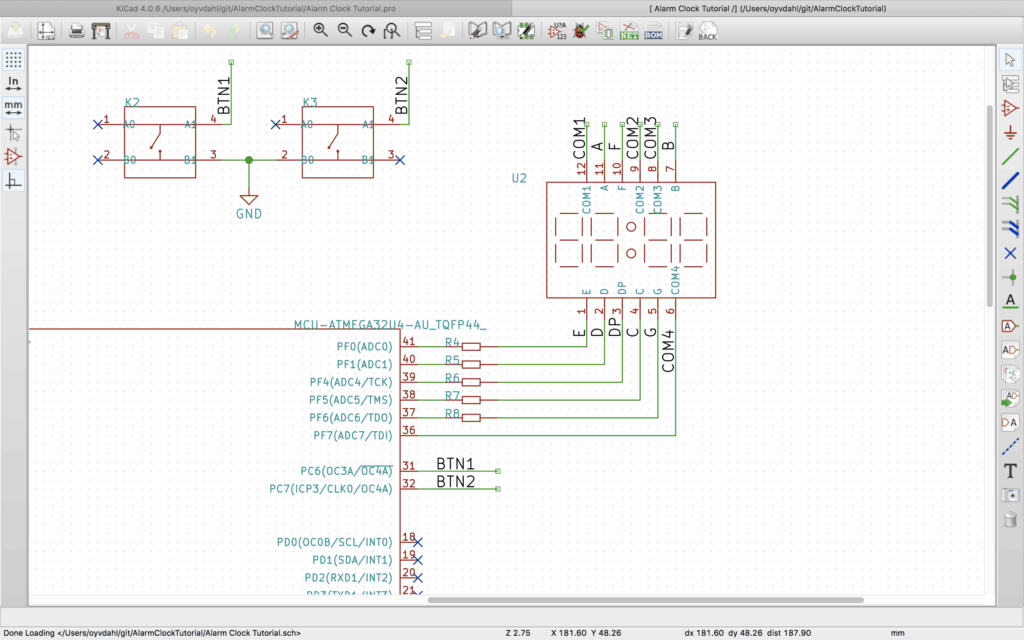 KiCad 4.0.6 /Users/oyvdahl/git/AlarmClockTutorial/Alarm Clock Tutorial.pro
[ Alarm Clock Tutorial /] (/Users/oyvdahl/git/AlarmClockTutorial)
U?A
123
NET
BOM
BACK
In
mm
K2
1 A0 A1 4
2 B0 B1 3
BTN1
K3
1 A0 A1 4
2 B0 B1 3
BTN2
GND
U2
COM1 A F COM2 COM3 B
12 11 10 9 8 7
COM1 A F COM2 COM3 B
E D DP C G COM4
1 2 3 4 5 6
E D DP C G COM4
MCU-ATMEGA32U4-AU_TQFP44_
PF0(ADC0) 41 R4
PF1(ADC1) 40 R5
PF4(ADC4/TCK) 39 R6
PF5(ADC5/TMS) 38 R7
PF6(ADC6/TDO) 37 R8
PF7(ADC7/TDI) 36
PC6(OC3A/OC4A) 31 BTN1
PC7(ICP3/CLK0/OC4A) 32 BTN2
PD0(OC0B/SCL/INT0) 18
PD1(SDA/INT1) 19
PD2(RXD1/INT2) 20
PD3(TXD1/INT3) 21
A
A
AD
AD
DA
T
Done Loading </Users/oyvdahl/git/AlarmClockTutorial/Alarm Clock Tutorial.sch>
Z 2.75
X 181.60 Y 48.26
dx 181.60 dy 48.26 dist 187.90
mm